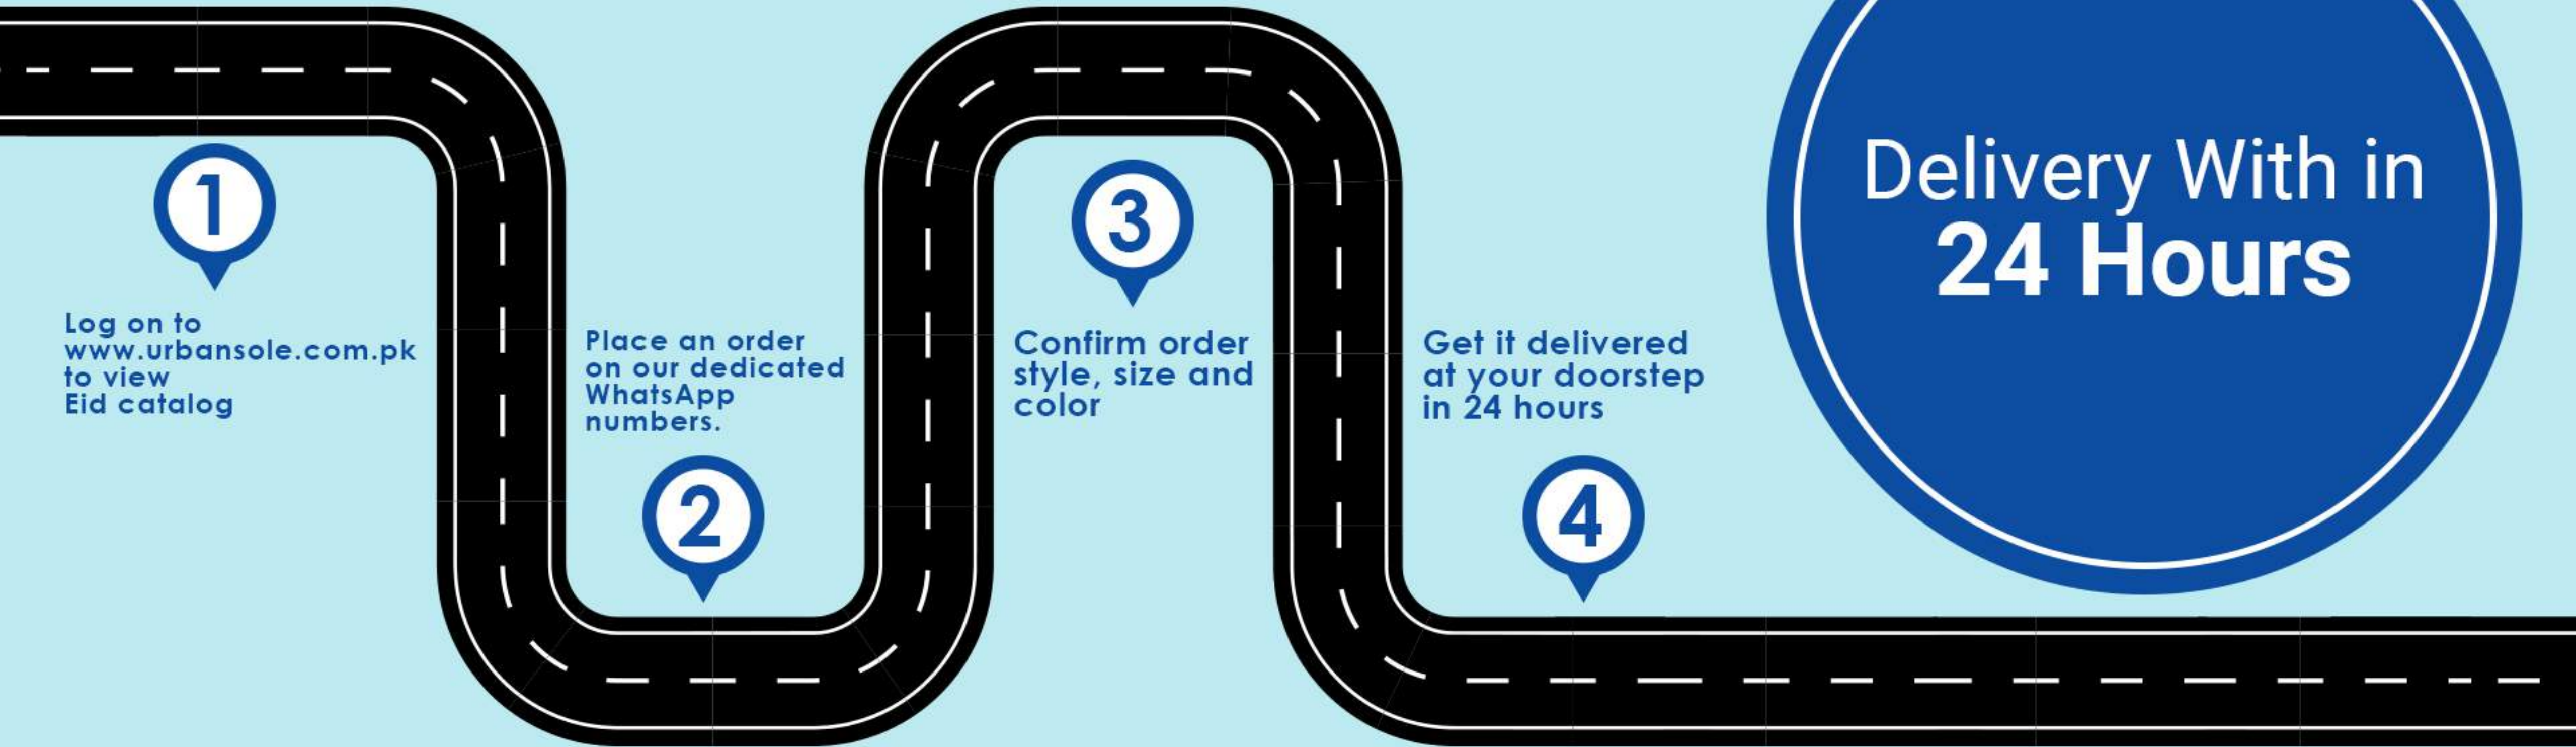 1
Log on to
www.urbansole.com.pk
to view
Eid catalog
Place an order
on our dedicated
WhatsApp
numbers.
2
3
Confirm order
style, size and
color
Get it delivered
at your doorstep
in 24 hours
4
Delivery With in
24 Hours